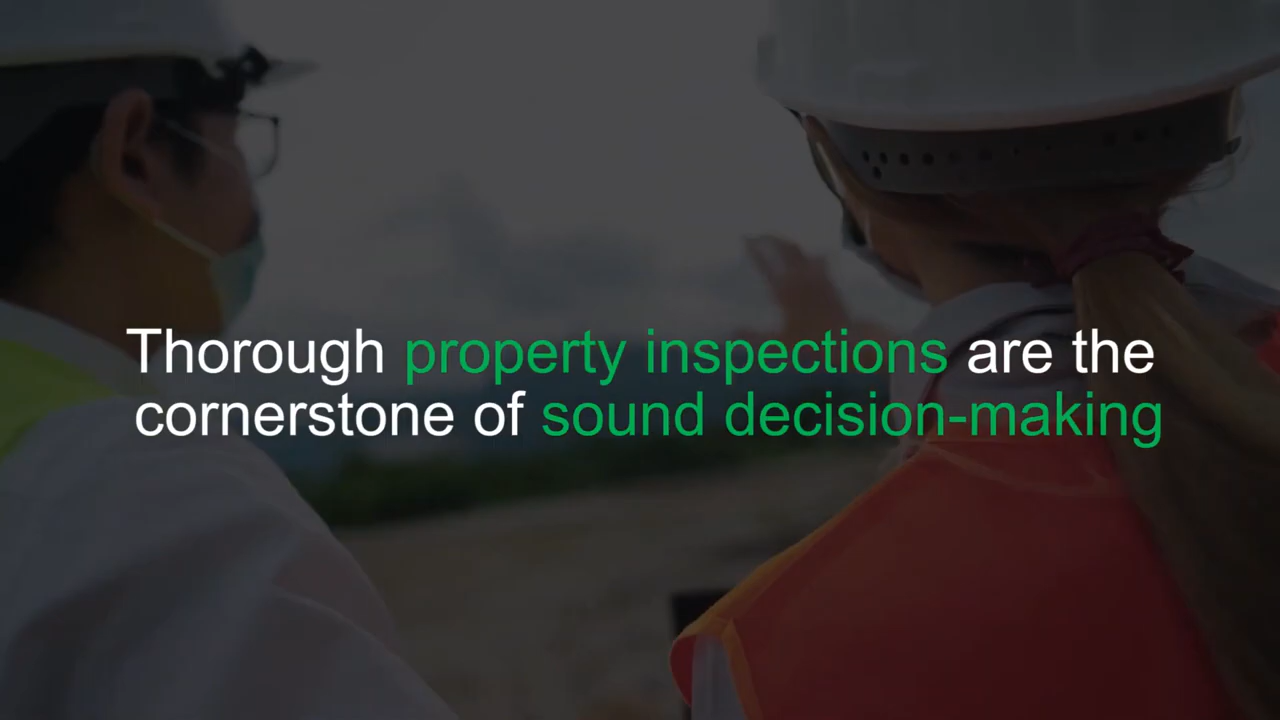 Thorough property inspections are the
cornerstone of sound decision-making